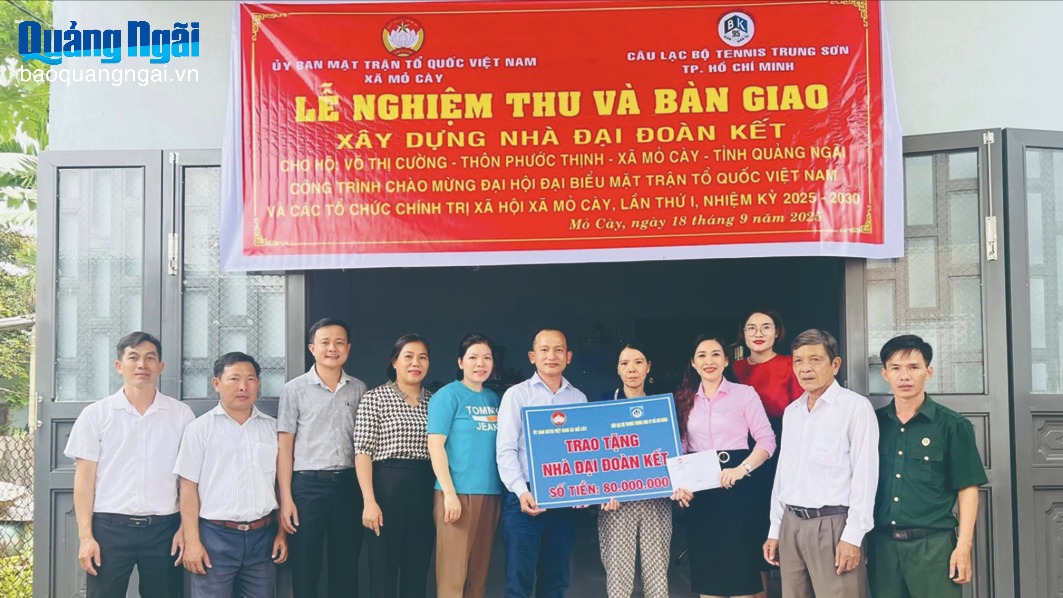 Quảng Ngãi
baoquangngai.vn
ỦY BAN MẶT TRẬN TỔ QUỐC VIỆT NAM
XÃ MỎ CÀY
BK
95
CÂU LẠC BỘ TENNIS TRUNG SƠN
TP. HỒ CHÍ MINH
LỄ NGHIỆM THU VÀ BÀN GIAO
XÂY DỰNG NHÀ ĐẠI ĐOÀN KẾT
CHO HỘ: VÕ THỊ CƯỜNG - THÔN PHƯỚC THỊNH - XÃ MỎ CÀY - TỈNH QUẢNG NGÃI
CÔNG TRÌNH CHÀO MỪNG ĐẠI HỘI ĐẠI BIỂU MẶT TRẬN TỔ QUỐC VIỆT NAM
VÀ CÁC TỔ CHỨC CHÍNH TRỊ XÃ HỘI XÃ MỎ CÀY, LẦN THỨ I, NHIỆM KỲ 2025 - 2030
Mỏ Cày, ngày 18 tháng 9 năm 2025
TOMMY
JEANS
TRAO TẶNG
NHÀ ĐẠI ĐOÀN KẾT
SỐ TIỀN: 80.000.000